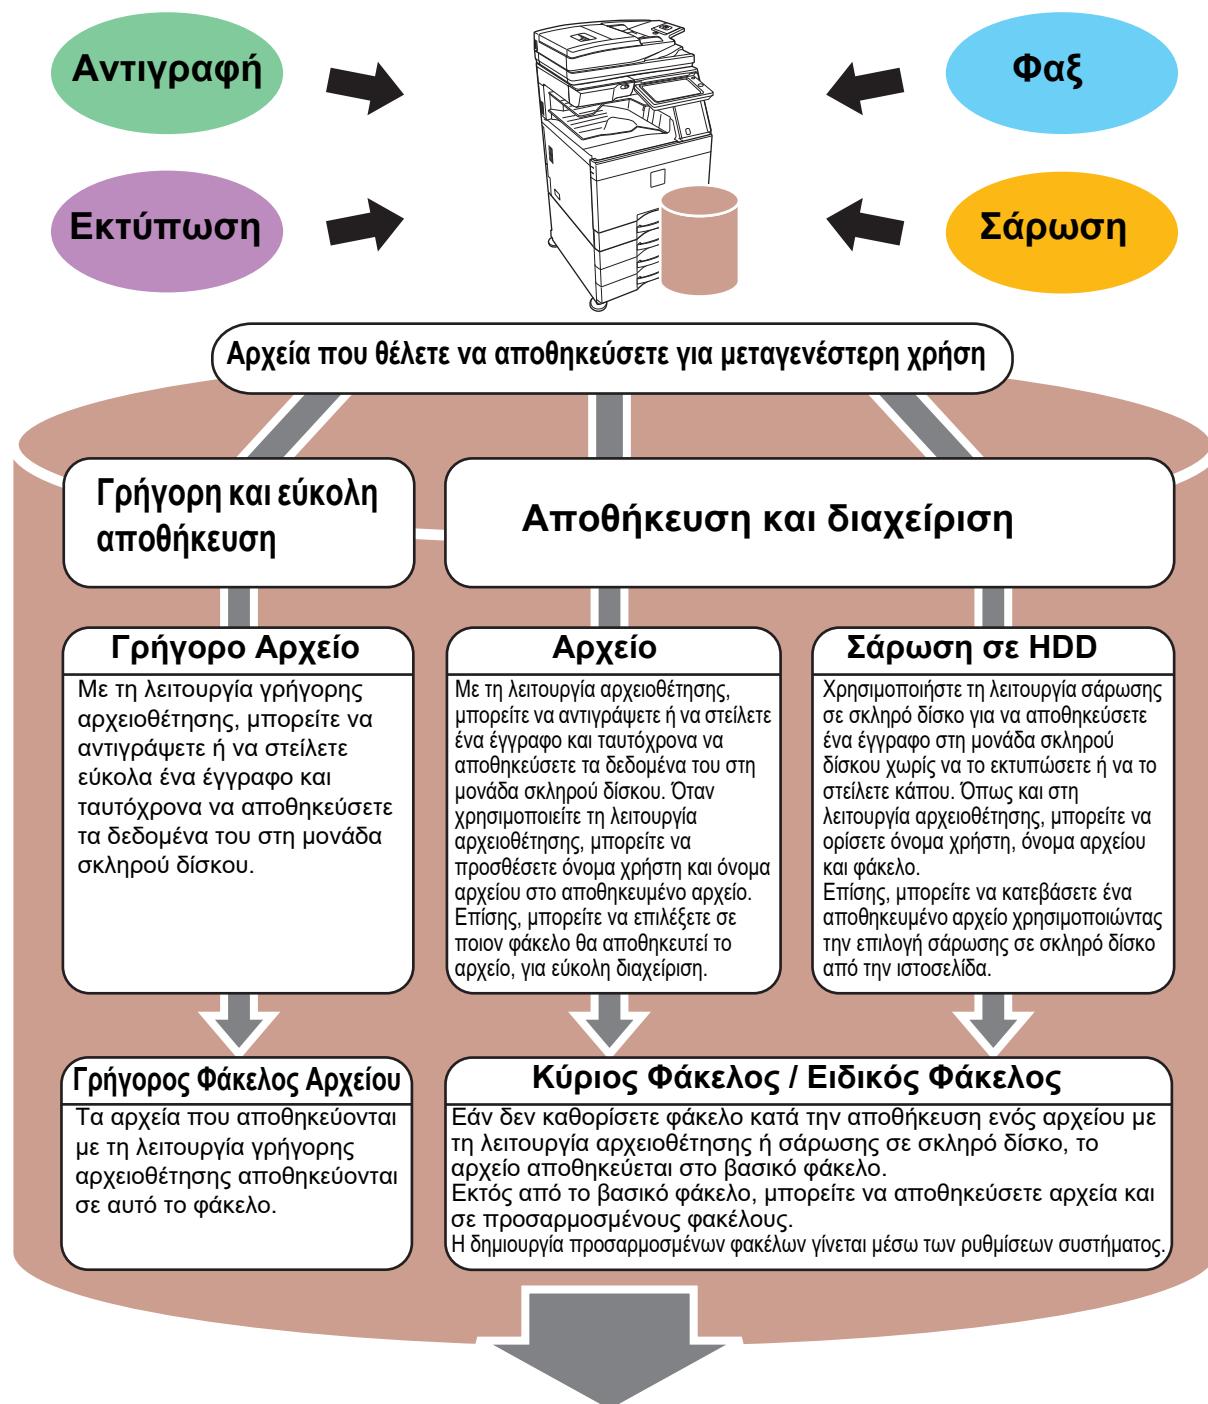 Αντιγραφή
Φαξ
Εκτύπωση
Σάρωση
Αρχεία που θέλετε να αποθηκεύσετε για μεταγενέστερη χρήση
Γρήγορη και εύκολη
αποθήκευση
Αποθήκευση και διαχείριση
Γρήγορο Αρχείο
Με τη λειτουργία γρήγορης
αρχειοθέτησης, μπορείτε να
αντιγράψετε ή να στείλετε
εύκολα ένα έγγραφο και
ταυτόχρονα να αποθηκεύσετε
τα δεδομένα του στη μονάδα
σκληρού δίσκου.
Αρχείο
Με τη λειτουργία αρχειοθέτησης,
μπορείτε να αντιγράψετε ή να στείλετε
ένα έγγραφο και ταυτόχρονα να
αποθηκεύσετε τα δεδομένα του στη
μονάδα σκληρού δίσκου. Όταν
χρησιμοποιείτε τη λειτουργία
αρχειοθέτησης, μπορείτε να
προσθέσετε όνομα χρήστη και όνομα
αρχείου στο αποθηκευμένο αρχείο.
Επίσης, μπορείτε να επιλέξετε σε
ποιον φάκελο θα αποθηκευτεί το
αρχείο, για εύκολη διαχείριση.
Σάρωση σε HDD
Χρησιμοποιήστε τη λειτουργία σάρωσης
σε σκληρό δίσκο για να αποθηκεύσετε
ένα έγγραφο στη μονάδα σκληρού
δίσκου χωρίς να το εκτυπώσετε ή να το
στείλετε κάπου. Όπως και στη
λειτουργία αρχειοθέτησης, μπορείτε να
ορίσετε όνομα χρήστη, όνομα αρχείου
και φάκελο.
Επίσης, μπορείτε να κατεβάσετε ένα
αποθηκευμένο αρχείο χρησιμοποιώντας
την επιλογή σάρωσης σε σκληρό δίσκο
από την ιστοσελίδα.
Γρήγορος Φάκελος Αρχείου
Τα αρχεία που αποθηκεύονται
με τη λειτουργία γρήγορης
αρχειοθέτησης αποθηκεύονται
σε αυτό το φάκελο.
Κύριος Φάκελος / Ειδικός Φάκελος
Εάν δεν καθορίσετε φάκελο κατά την αποθήκευση ενός αρχείου με
τη λειτουργία αρχειοθέτησης ή σάρωσης σε σκληρό δίσκο, το
αρχείο αποθηκεύεται στο βασικό φάκελο.
Εκτός από το βασικό φάκελο, μπορείτε να αποθηκεύσετε αρχεία και
σε προσαρμοσμένους φακέλους.
Η δημιουργία προσαρμοσμένων φακέλων γίνεται μέσω των ρυθμίσεων συστήματος.